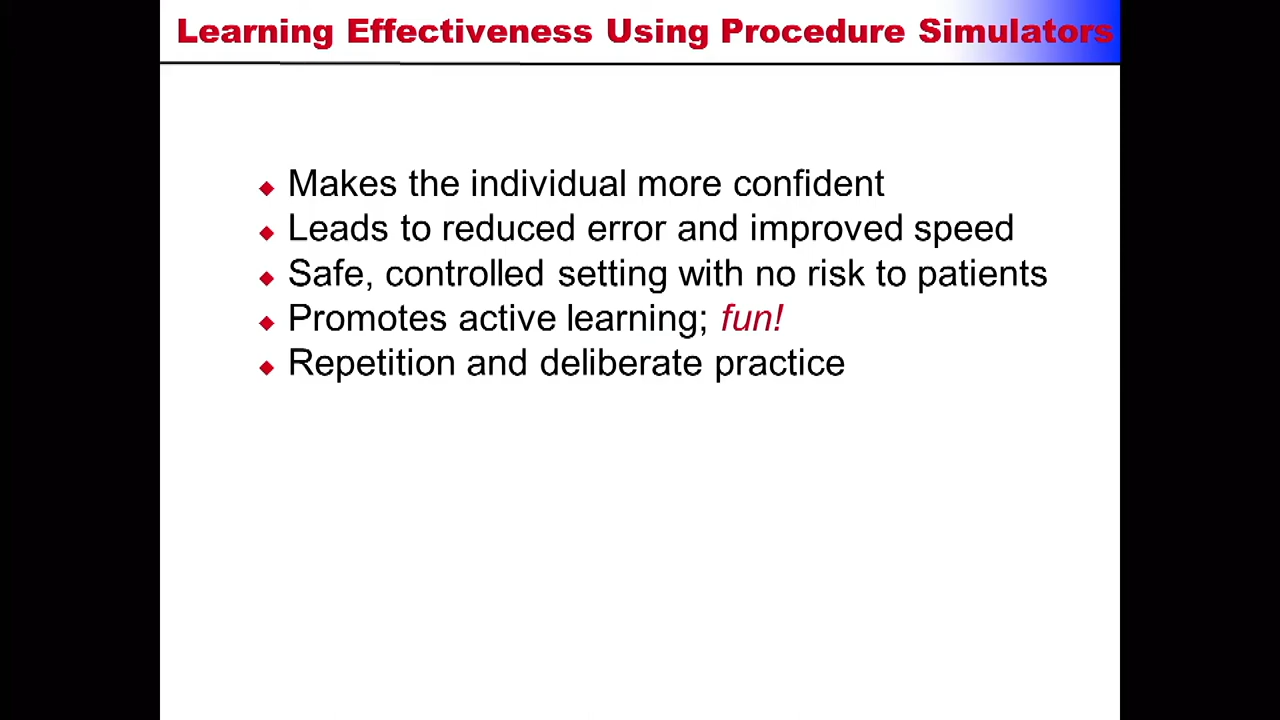 Learning Effectiveness Using Procedure Simulators
Makes the individual more confident
Leads to reduced error and improved speed
Safe, controlled setting with no risk to patients
Promotes active learning; fun!
Repetition and deliberate practice